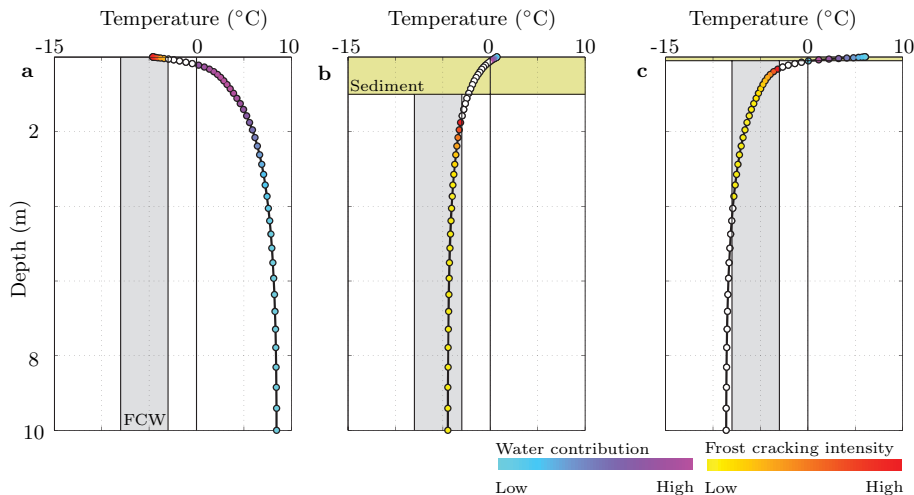 Temperature (°C) Temperature (°C) Temperature (°C)
-15 0 10 -15 0 10 -15 0 10
a b c
Sediment
2
Depth (m)
8
FCW
10
Water contribution Frost cracking intensity
Low High Low High